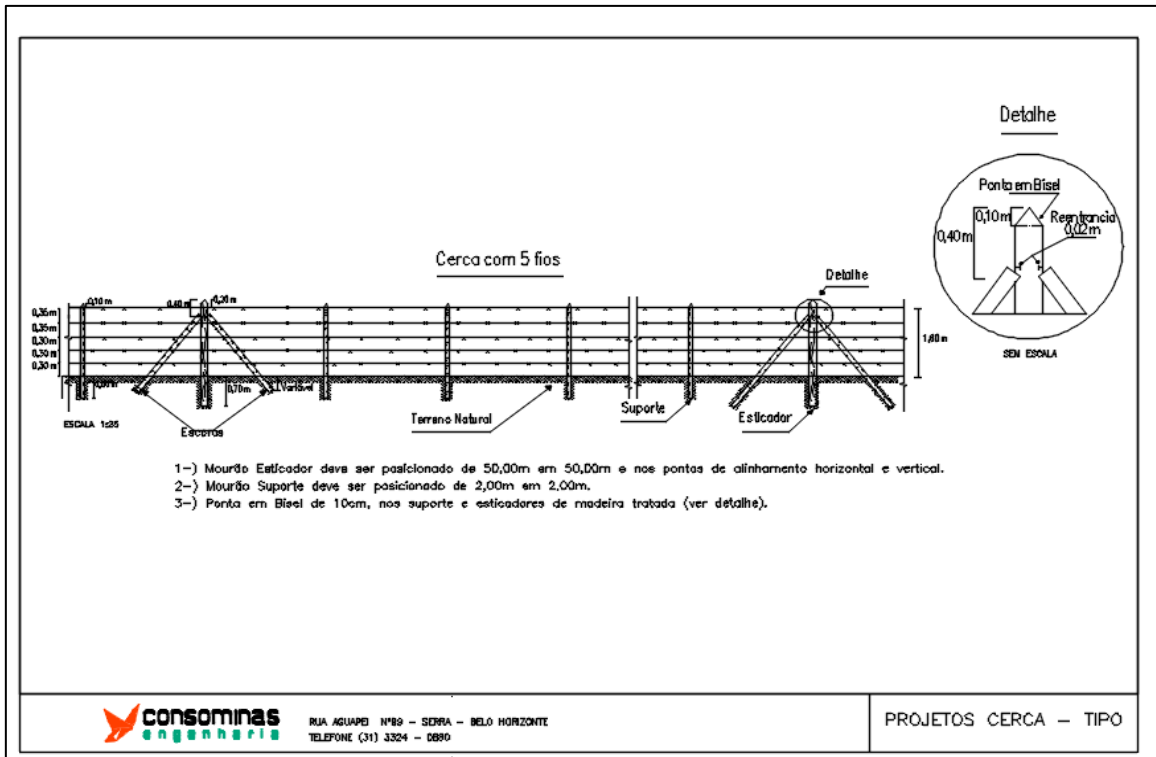 Detalhe
Ponta em Bisel
0,10m
Reentrancia
0,02m
0,40m
SEM ESCALA
Cerca com 5 fios
Detalhe
0,10m
0,40m
0,20m
0,35m
0,35m
0,30m
0,30m
0,30m
1,60m
0,70m
Variável
ESCALA 1:25
Escoras
Terreno Natural
Suporte
Esticador
1-) Mourão Esticador deve ser posicionado de 50,00m em 50,00m e nos pontas de alinhamento horizontal e vertical.
2-) Mourão Suporte deve ser posicionado de 2,00m em 2,00m.
3-) Ponta em Bisel de 10cm, nos suporte e esticadores de madeira tratada (ver detalhe).
consominas
engenharia
RUA AGUAPEI Nº89 - SERRA - BELO HORIZONTE
TELEFONE (31) 3324 - 0880
PROJETOS CERCA - TIPO